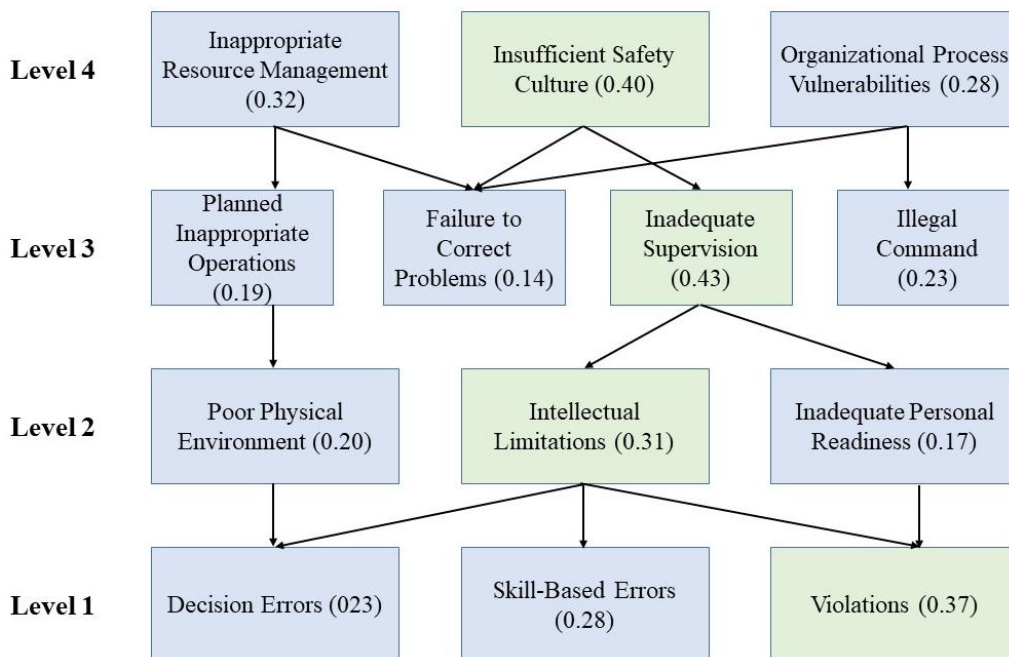 Level 4
Inappropriate
Resource Management
(0.32)
Insufficient Safety
Culture (0.40)
Organizational Process
Vulnerabilities (0.28)
Level 3
Planned
Inappropriate
Operations
(0.19)
Failure to
Correct
Problems (0.14)
Inadequate
Supervision
(0.43)
Illegal
Command
(0.23)
Level 2
Poor Physical
Environment (0.20)
Intellectual
Limitations (0.31)
Inadequate Personal
Readiness (0.17)
Level 1
Decision Errors (023)
Skill-Based Errors
(0.28)
Violations (0.37)